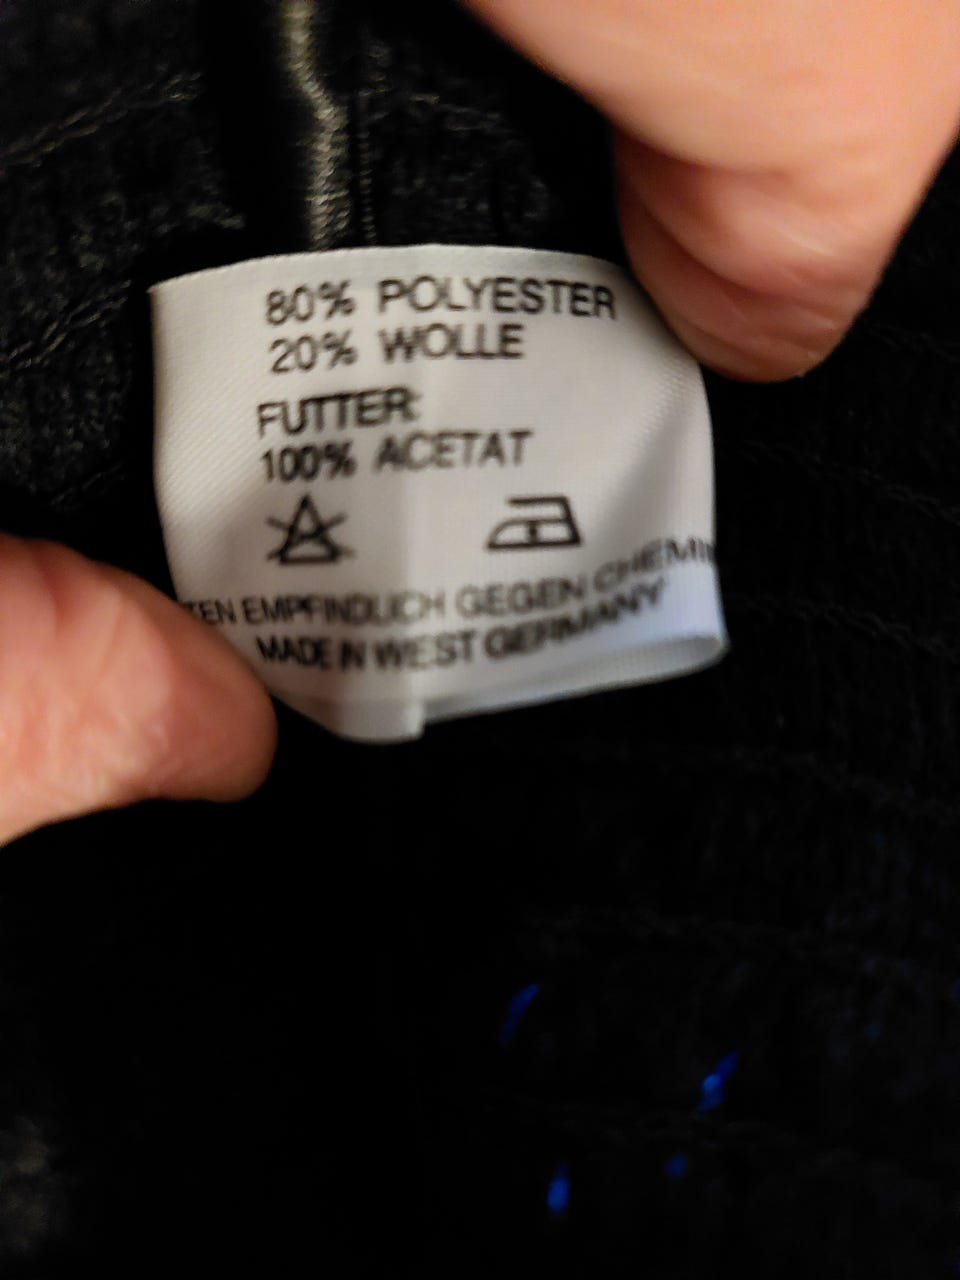 80% POLYESTER
20% WOLLE
FUTTER:
100% ACETAT
EMPFINDLICH GEGEN
MADE IN WEST GERMANY